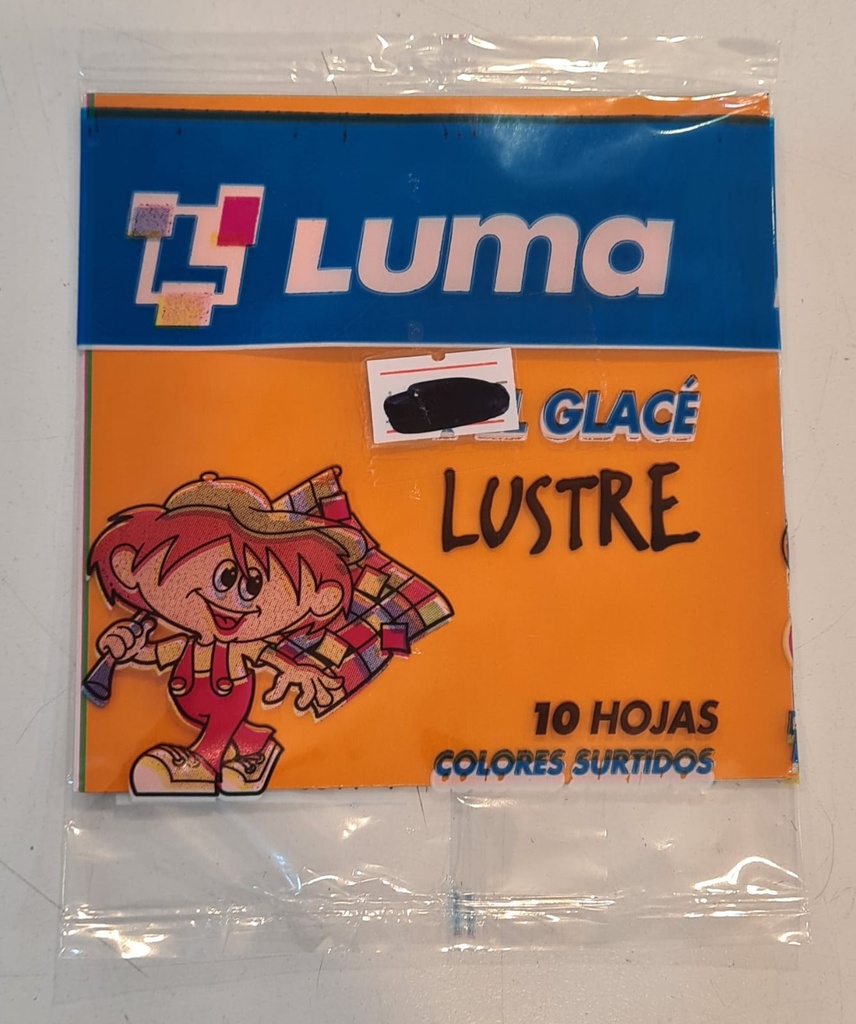 LUMA
L GLACÉ
LUSTRE
10 HOJAS
COLORES SURTIDOS